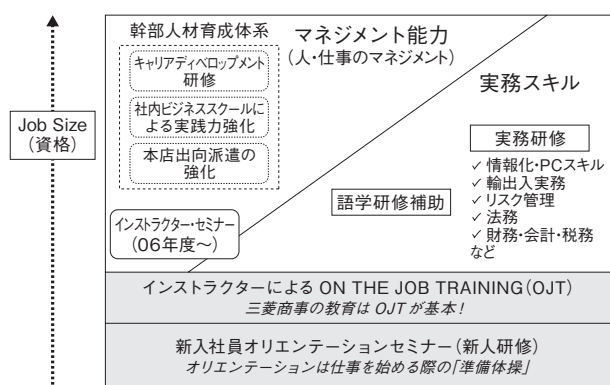 幹部人材育成体系
キャリアディベロップメント
研修
社内ビジネススクールに
よる実践力強化
本店出向派遣の
強化
マネジメント能力
(人・仕事のマネジメント)
実務スキル
Job Size
(資格)
実務研修
✓ 情報化・PCスキル
✓ 輸出入実務
✓ リスク管理
✓ 法務
✓ 財務・会計・税務
など
語学研修補助
インストラクター・セミナー
(06年度〜)
インストラクターによる ON THE JOB TRAINING(OJT)
三菱商事の教育は OJT が基本!
新入社員オリエンテーションセミナー(新人研修)
オリエンテーションは仕事を始める際の「準備体操」